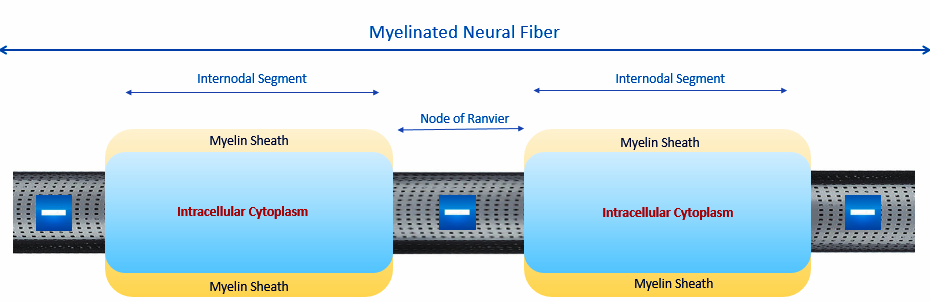 Myelinated Neural Fiber
Internodal Segment
Internodal Segment
Node of Ranvier
Myelin Sheath
Myelin Sheath
Intracellular Cytoplasm
Intracellular Cytoplasm
Myelin Sheath
Myelin Sheath